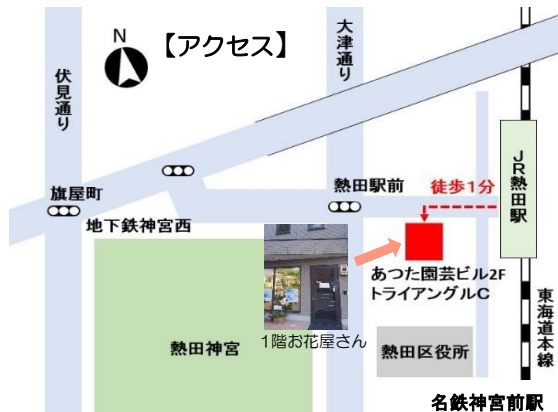 N
【アクセス】
大津通り
伏見通り
旗屋町
熱田駅前
徒歩1分
JR熱田駅
地下鉄神宮西
あつた園芸ビル2F
トライアングルC
1階お花屋さん
熱田神宮
熱田区役所
東海道本線
名鉄神宮前駅